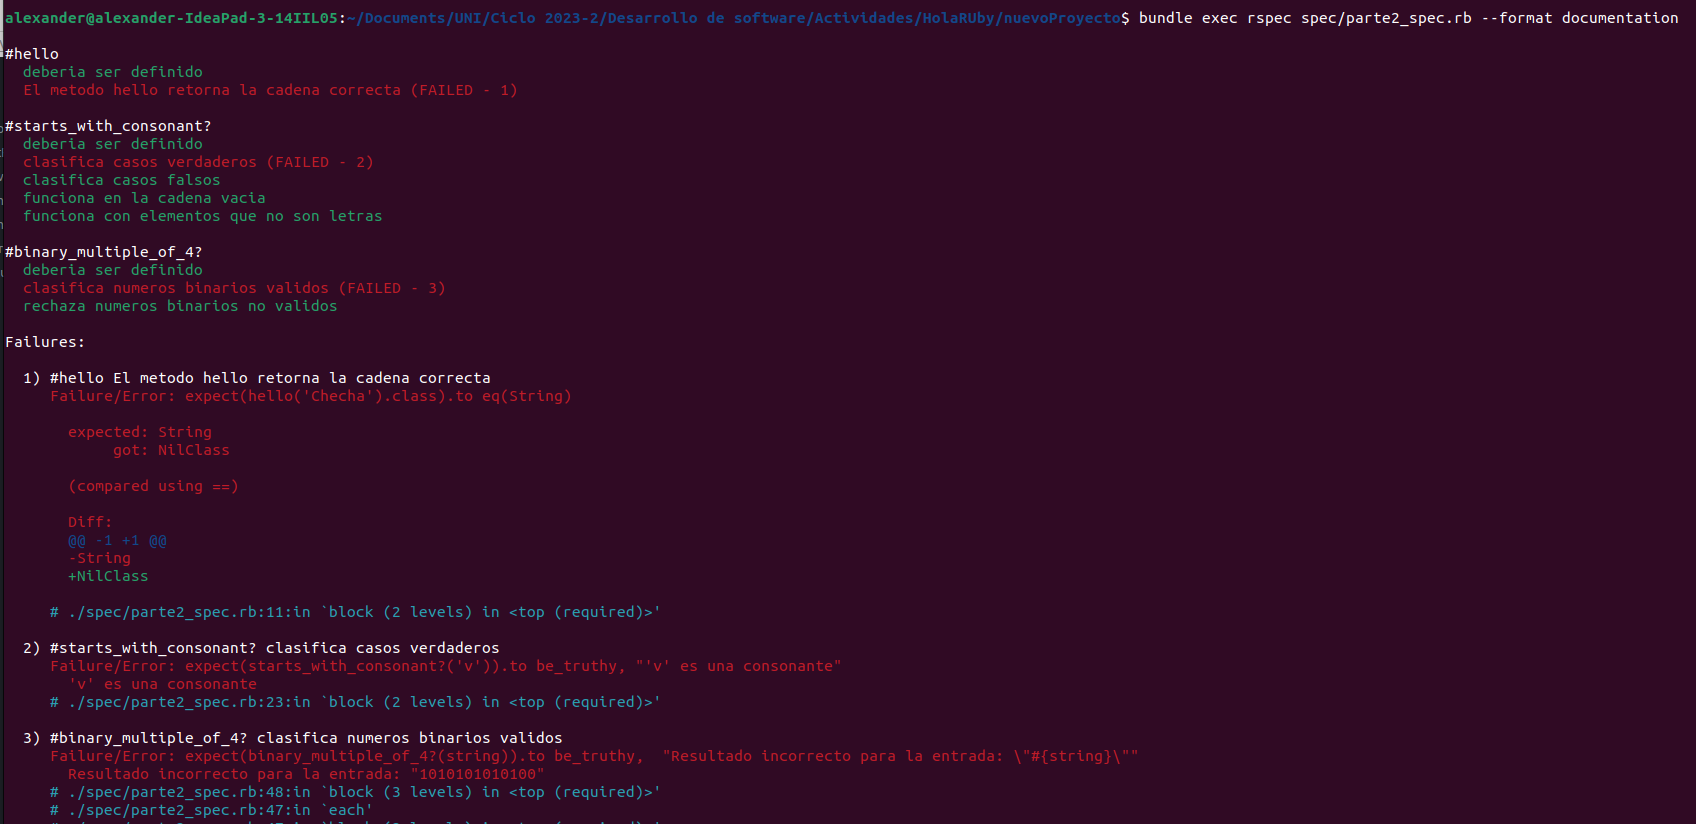 alexander@alexander-IdeaPad-3-14IIL05:~/Documents/UNI/Ciclo 2023-2/Desarrollo de software/Actividades/HolaRUby/nuevoProyecto$ bundle exec rspec spec/parte2_spec.rb --format documentation
#hello
deberia ser definido
El metodo hello retorna la cadena correcta (FAILED - 1)
#starts_with_consonant?
deberia ser definido
clasifica casos verdaderos (FAILED - 2)
clasifica casos falsos
funciona en la cadena vacia
funciona con elementos que no son letras
#binary_multiple_of_4?
deberia ser definido
clasifica numeros binarios validos (FAILED - 3)
rechaza numeros binarios no validos
Failures:
1) #hello El metodo hello retorna la cadena correcta
Failure/Error: expect(hello('Checha').class).to eq(String)
expected: String
got: NilClass
(compared using ==)
Diff:
@@ -1 +1 @@
-String
+NilClass
# ./spec/parte2_spec.rb:11:in `block (2 levels) in <top (required)>'
2) #starts_with_consonant? clasifica casos verdaderos
Failure/Error: expect(starts_with_consonant?('v')).to be_truthy, "'v' es una consonante"
'v' es una consonante
# ./spec/parte2_spec.rb:23:in `block (2 levels) in <top (required)>'
3) #binary_multiple_of_4? clasifica numeros binarios validos
Failure/Error: expect(binary_multiple_of_4?(string)).to be_truthy,  "Resultado incorrecto para la entrada: \"#{string}\""
Resultado incorrecto para la entrada: "1010101010100"
# ./spec/parte2_spec.rb:48:in `block (3 levels) in <top (required)>'
# ./spec/parte2_spec.rb:47:in `each'